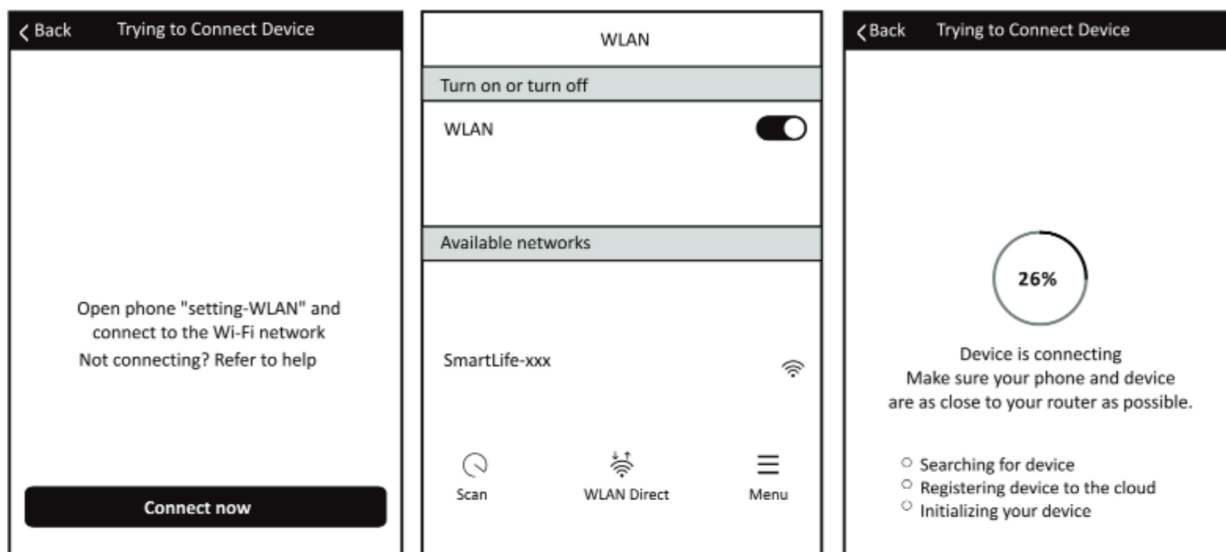 Back
Trying to Connect Device
Open phone "setting-WLAN" and
connect to the Wi-Fi network
Not connecting? Refer to help
Connect now
WLAN
Turn on or turn off
WLAN
Available networks
SmartLife-xxx
Scan
WLAN Direct
Menu
Back
Trying to Connect Device
26%
Device is connecting
Make sure your phone and device
are as close to your router as possible.
Searching for device
Registering device to the cloud
Initializing your device